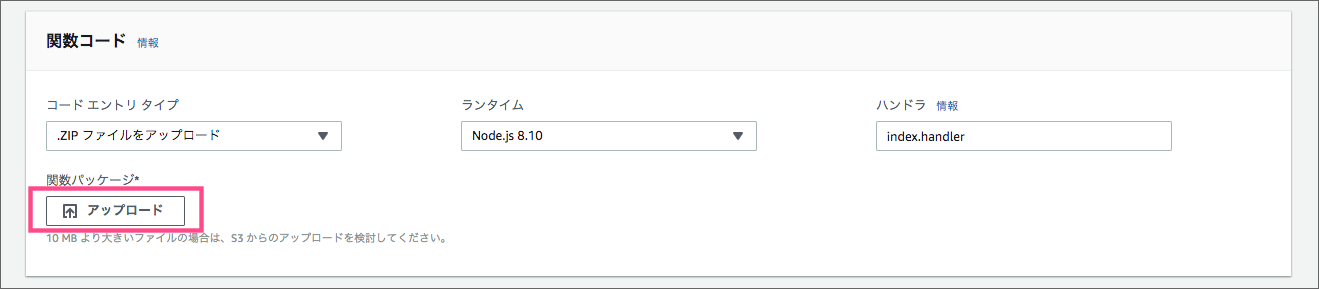 関数コード 情報
コード エントリ タイプ ランタイム ハンドラ 情報
.ZIP ファイルをアップロード Node.js 8.10 index.handler
関数パッケージ*
アップロード
10 MB より大きいファイルの場合は、S3 からのアップロードを検討してください。